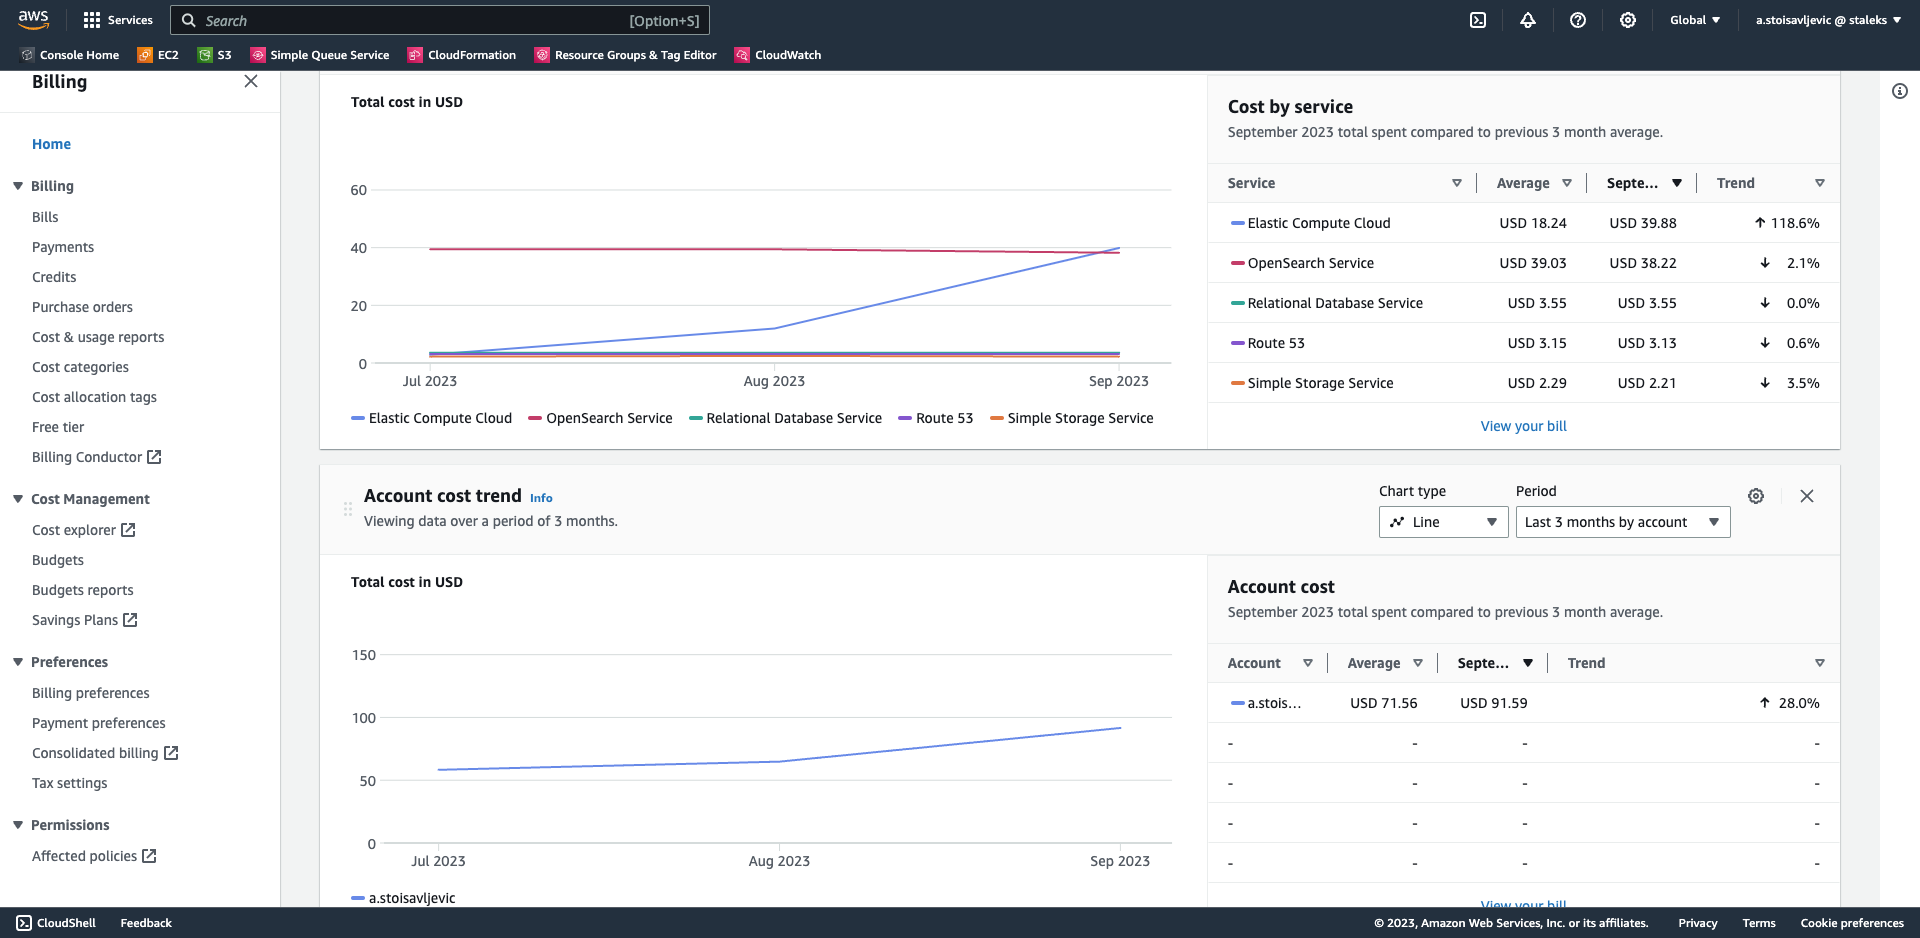 aws
Services
Search
[Option+S]
Global
a.stoisavljevic @ staleks
Console Home
EC2
S3
Simple Queue Service
CloudFormation
Resource Groups & Tag Editor
CloudWatch
Billing
Home
Billing
Bills
Payments
Credits
Purchase orders
Cost & usage reports
Cost categories
Cost allocation tags
Free tier
Billing Conductor
Cost Management
Cost explorer
Budgets
Budgets reports
Savings Plans
Preferences
Billing preferences
Payment preferences
Consolidated billing
Tax settings
Permissions
Affected policies
Total cost in USD
60
40
20
0
Jul 2023
Aug 2023
Sep 2023
Elastic Compute Cloud
OpenSearch Service
Relational Database Service
Route 53
Simple Storage Service
Cost by service
September 2023 total spent compared to previous 3 month average.
Service Average Septe... Trend
Elastic Compute Cloud USD 18.24 USD 39.88 118.6%
OpenSearch Service USD 39.03 USD 38.22 2.1%
Relational Database Service USD 3.55 USD 3.55 0.0%
Route 53 USD 3.15 USD 3.13 0.6%
Simple Storage Service USD 2.29 USD 2.21 3.5%
View your bill
Account cost trend Info
Viewing data over a period of 3 months.
Chart type
Line
Period
Last 3 months by account
Total cost in USD
150
100
50
0
Jul 2023
Aug 2023
Sep 2023
a.stoisavljevic
Account cost
September 2023 total spent compared to previous 3 month average.
Account Average Septe... Trend
a.stois... USD 71.56 USD 91.59 28.0%
- - - -
- - - -
- - - -
- - - -
View your bill
CloudShell
Feedback
© 2023, Amazon Web Services, Inc. or its affiliates.
Privacy
Terms
Cookie preferences